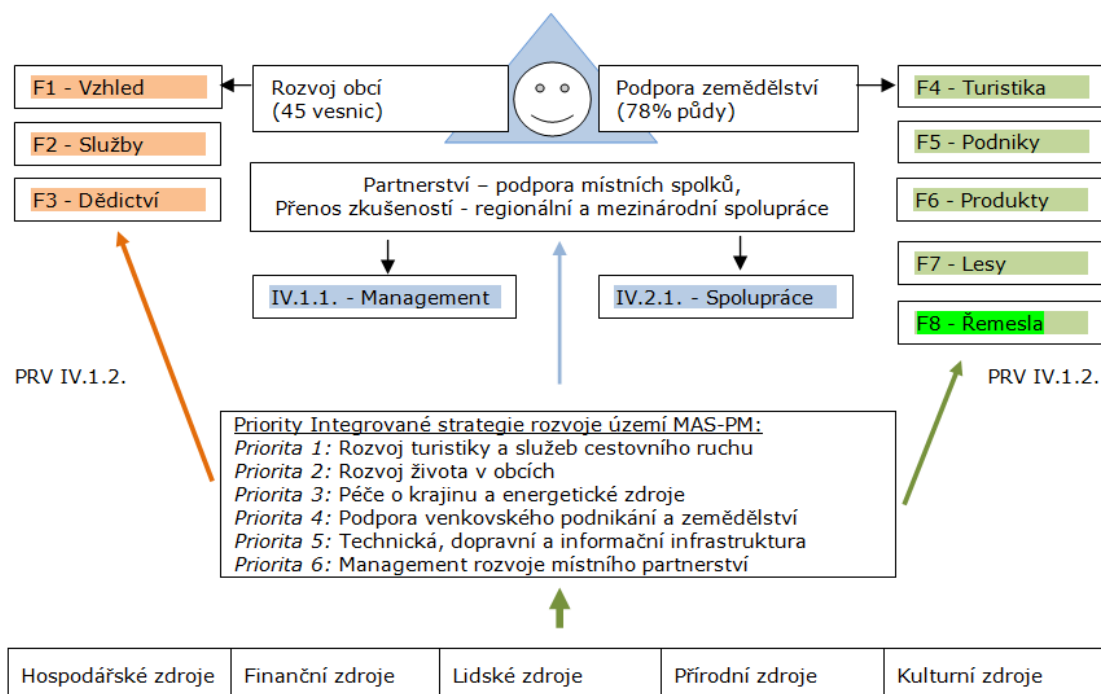 F1 - Vzhled
F2 - Služby
F3 - Dědictví
Rozvoj obcí
(45 vesnic)
Podpora zemědělství
(78% půdy)
F4 - Turistika
F5 - Podniky
F6 - Produkty
F7 - Lesy
F8 - Řemesla
Partnerství – podpora místních spolků,
Přenos zkušeností - regionální a mezinárodní spolupráce
IV.1.1. - Management
IV.2.1. - Spolupráce
PRV IV.1.2.
PRV IV.1.2.
Priority Integrované strategie rozvoje území MAS-PM:
Priorita 1: Rozvoj turistiky a služeb cestovního ruchu
Priorita 2: Rozvoj života v obcích
Priorita 3: Péče o krajinu a energetické zdroje
Priorita 4: Podpora venkovského podnikání a zemědělství
Priorita 5: Technická, dopravní a informační infrastruktura
Priorita 6: Management rozvoje místního partnerství
Hospodářské zdroje
Finanční zdroje
Lidské zdroje
Přírodní zdroje
Kulturní zdroje